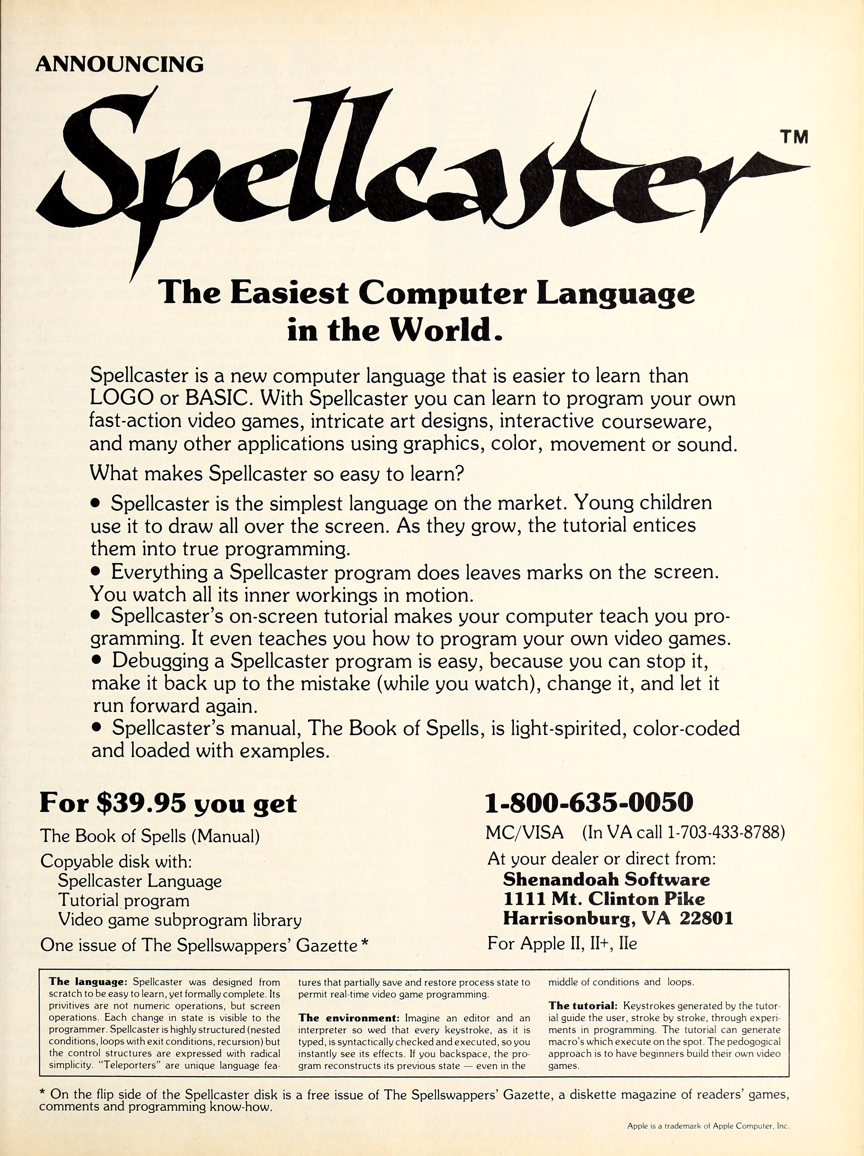 ANNOUNCING
Spellcaster™
The Easiest Computer Language
in the World.
Spellcaster is a new computer language that is easier to learn than
LOGO or BASIC. With Spellcaster you can learn to program your own
fast-action video games, intricate art designs, interactive courseware,
and many other applications using graphics, color, movement or sound.
What makes Spellcaster so easy to learn?
• Spellcaster is the simplest language on the market. Young children
use it to draw all over the screen. As they grow, the tutorial entices
them into true programming.
• Everything a Spellcaster program does leaves marks on the screen.
You watch all its inner workings in motion.
• Spellcaster's on-screen tutorial makes your computer teach you pro-
gramming. It even teaches you how to program your own video games.
• Debugging a Spellcaster program is easy, because you can stop it,
make it back up to the mistake (while you watch), change it, and let it
run forward again.
• Spellcaster's manual, The Book of Spells, is light-spirited, color-coded
and loaded with examples.
For $39.95 you get
The Book of Spells (Manual)
Copyable disk with:
Spellcaster Language
Tutorial program
Video game subprogram library
One issue of The Spellswappers' Gazette *
1-800-635-0050
MC/VISA (In VA call 1-703-433-8788)
At your dealer or direct from:
Shenandoah Software
1111 Mt. Clinton Pike
Harrisonburg, VA 22801
For Apple II, II+, IIe
The language: Spellcaster was designed from
scratch to be easy to learn, yet formally complete. Its
privitives are not numeric operations, but screen
operations. Each change in state is visible to the
programmer. Spellcaster is highly structured (nested
conditions, loops with exit conditions, recursion) but
the control structures are expressed with radical
simplicity. "Teleporters" are unique language fea-
tures that partially save and restore process state to
permit real-time video game programming.
The environment: Imagine an editor and an
interpreter so wed that every keystroke, as it is
typed, is syntactically checked and executed, so you
instantly see its effects. If you backspace, the pro-
gram reconstructs its previous state — even in the
middle of conditions and loops.
The tutorial: Keystrokes generated by the tutor-
ial guide the user, stroke by stroke, through experi-
ments in programming. The tutorial can generate
macro's which execute on the spot. The pedogogical
approach is to have beginners build their own video
games.
* On the flip side of the Spellcaster disk is a free issue of The Spellswappers' Gazette, a diskette magazine of readers' games,
comments and programming know-how.
Apple is a trademark of Apple Computer, Inc.